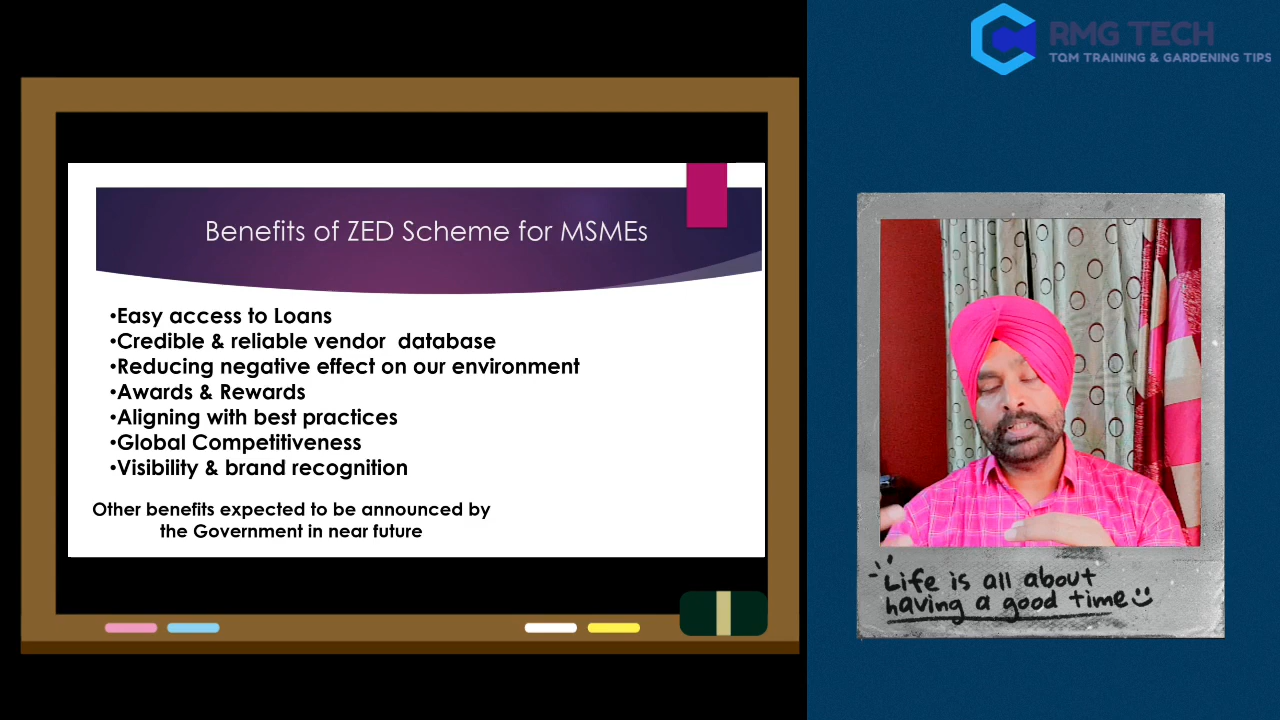 RMG TECH
TQM TRAINING & GARDENING TIPS
Benefits of ZED Scheme for MSMEs
•Easy access to Loans
•Credible & reliable vendor database
•Reducing negative effect on our environment
•Awards & Rewards
•Aligning with best practices
•Global Competitiveness
•Visibility & brand recognition
Other benefits expected to be announced by
the Government in near future
Life is all about
having a good time